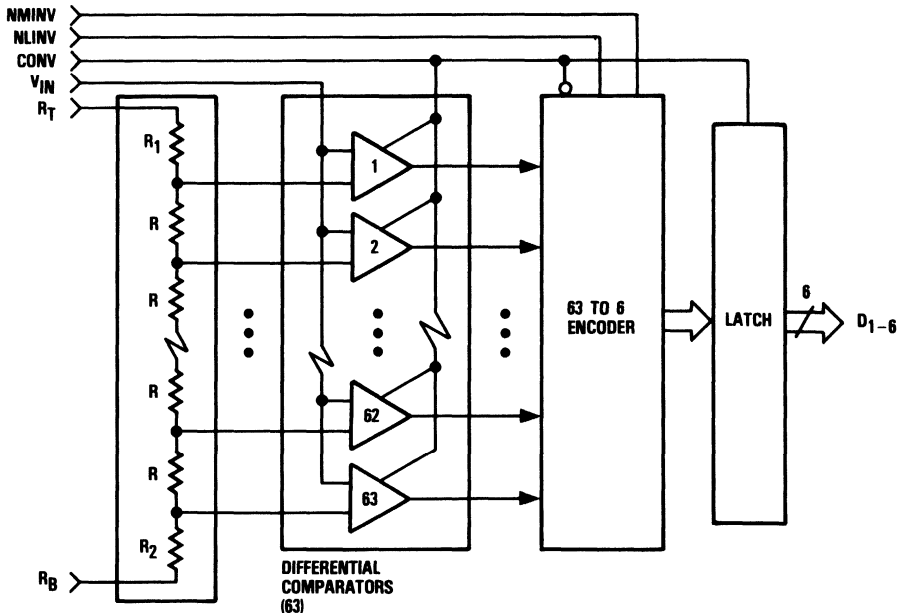 NMINV
NLINV
CONV
VIN
RT
R1
1
R
2
R
63 TO 6
ENCODER
LATCH
6
D1–6
R
62
R
63
R2
RB
DIFFERENTIAL
COMPARATORS
(63)